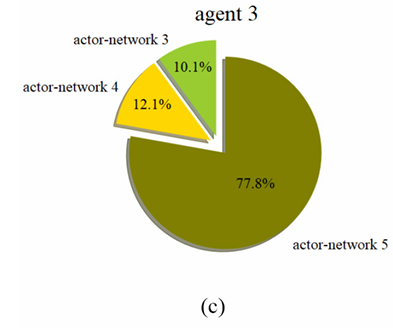 agent 3
actor-network 3
10.1%
actor-network 4
12.1%
77.8%
actor-network 5
(c)